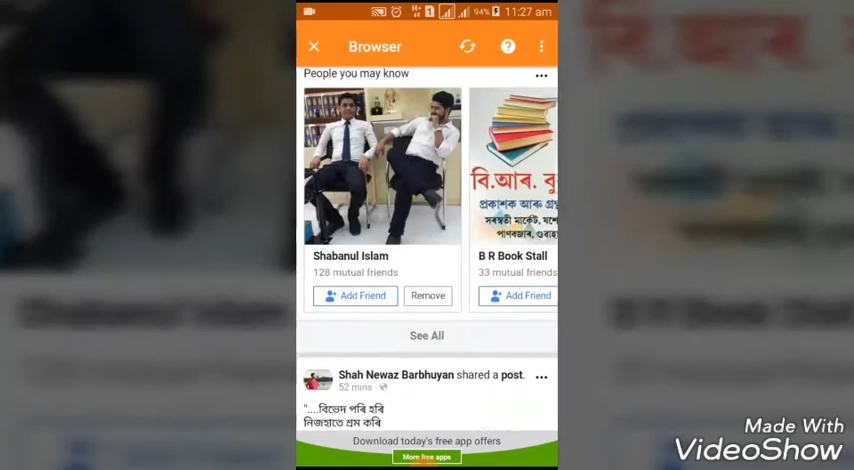 94% 11:27 am
Browser
People you may know
Shabanul Islam
128 mutual friends
Add Friend Remove
বি.আৰ. বু
প্ৰকাশক আৰু গ্ৰন্থ
সৰস্বতী মাৰ্কেট, যশো
পাণবজাৰ, গুৱাহা
B R Book Stall
33 mutual friends
Add Friend
See All
Shah Newaz Barbhuyan shared a post.
52 mins
"....বিভেদ পৰি হৰি
নিজহাতে শ্ৰম কৰি
Download today's free app offers
More free apps
Made With
VideoShow